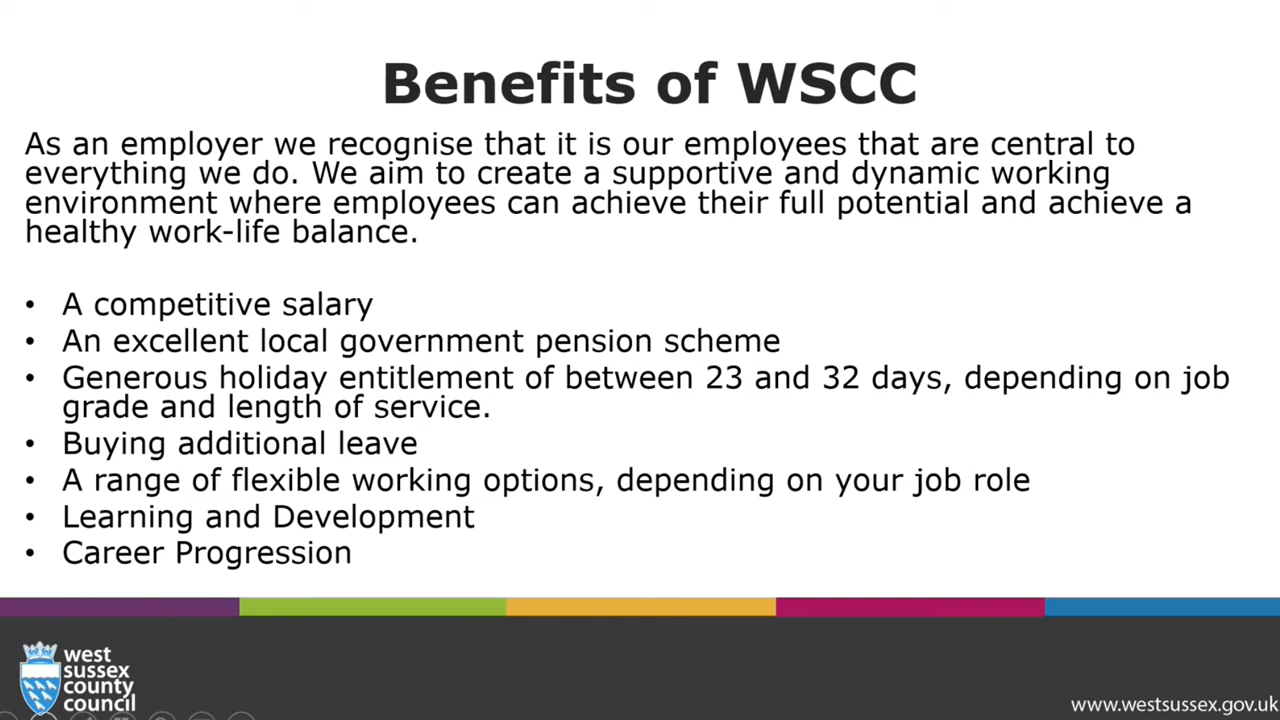 Benefits of WSCC
As an employer we recognise that it is our employees that are central to
everything we do. We aim to create a supportive and dynamic working
environment where employees can achieve their full potential and achieve a
healthy work-life balance.
• A competitive salary
• An excellent local government pension scheme
• Generous holiday entitlement of between 23 and 32 days, depending on job
grade and length of service.
• Buying additional leave
• A range of flexible working options, depending on your job role
• Learning and Development
• Career Progression
west
sussex
county
council
www.westsussex.gov.uk